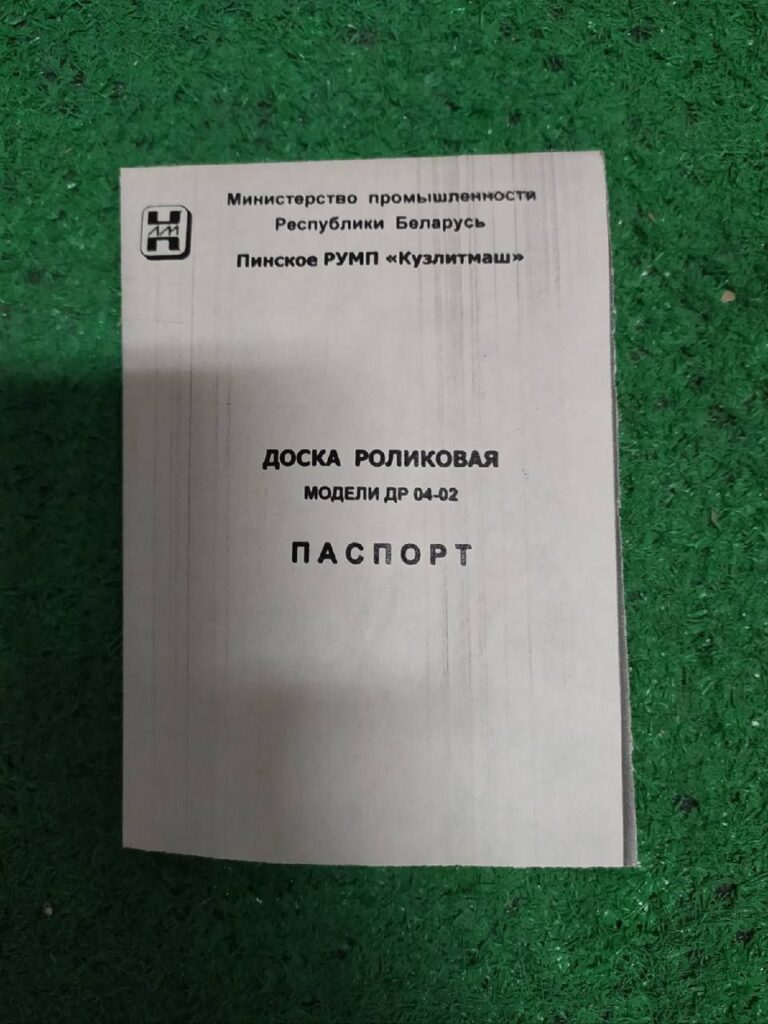 Министерство промышленности
Республики Беларусь
Пинское РУМП «Кузлитмаш»
ДОСКА РОЛИКОВАЯ
МОДЕЛИ ДР 04-02
ПАСПОРТ